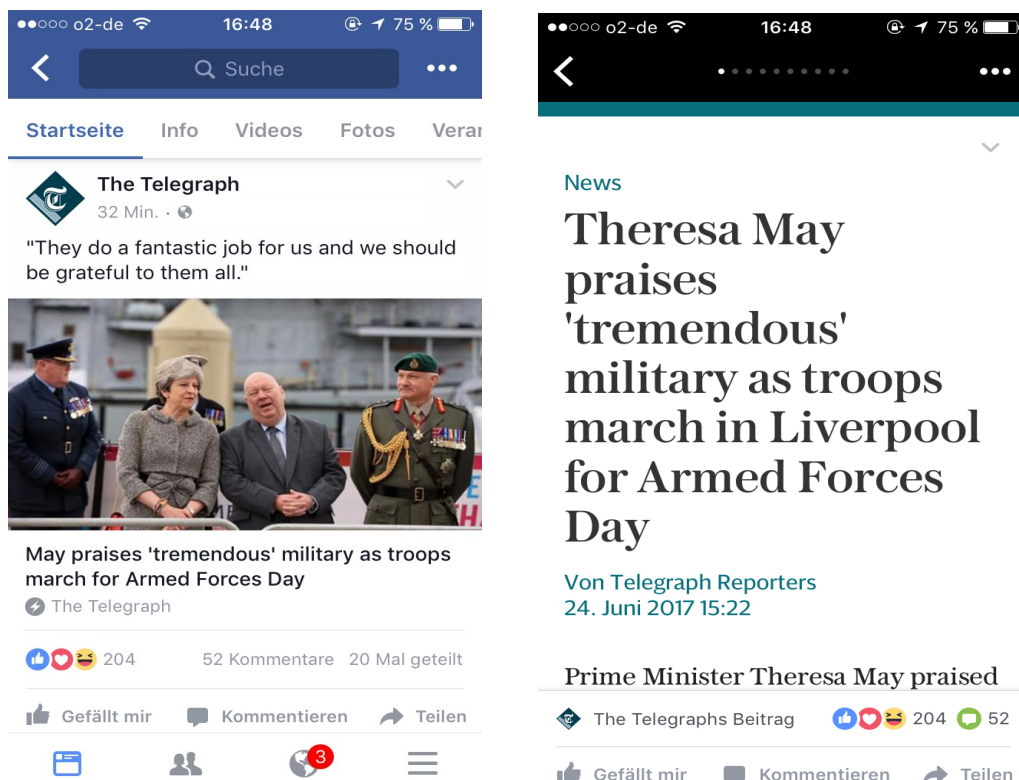 o2-de 16:48 75 %
Suche
Startseite Info Videos Fotos Veran
The Telegraph
32 Min. ·
"They do a fantastic job for us and we should
be grateful to them all."
May praises 'tremendous' military as troops
march for Armed Forces Day
The Telegraph
204 52 Kommentare 20 Mal geteilt
Gefällt mir Kommentieren Teilen
3
o2-de 16:48 75 %
News
Theresa May
praises
'tremendous'
military as troops
march in Liverpool
for Armed Forces
Day
Von Telegraph Reporters
24. Juni 2017 15:22
Prime Minister Theresa May praised
The Telegraphs Beitrag 204 52
Gefällt mir Kommentieren Teilen